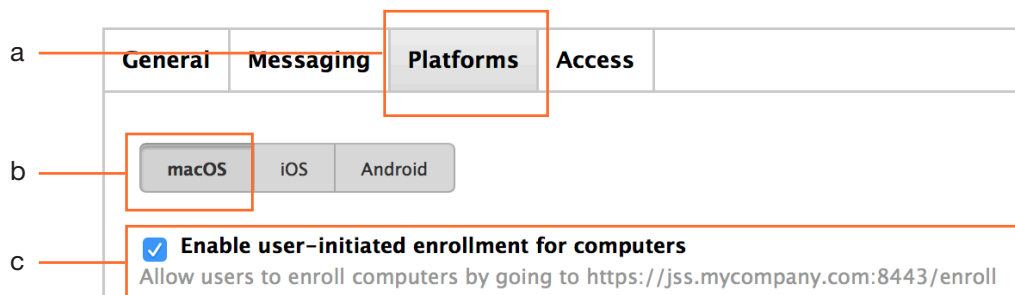 a
General Messaging Platforms Access
b
macOS iOS Android
c
Enable user-initiated enrollment for computers
Allow users to enroll computers by going to https://jss.mycompany.com:8443/enroll